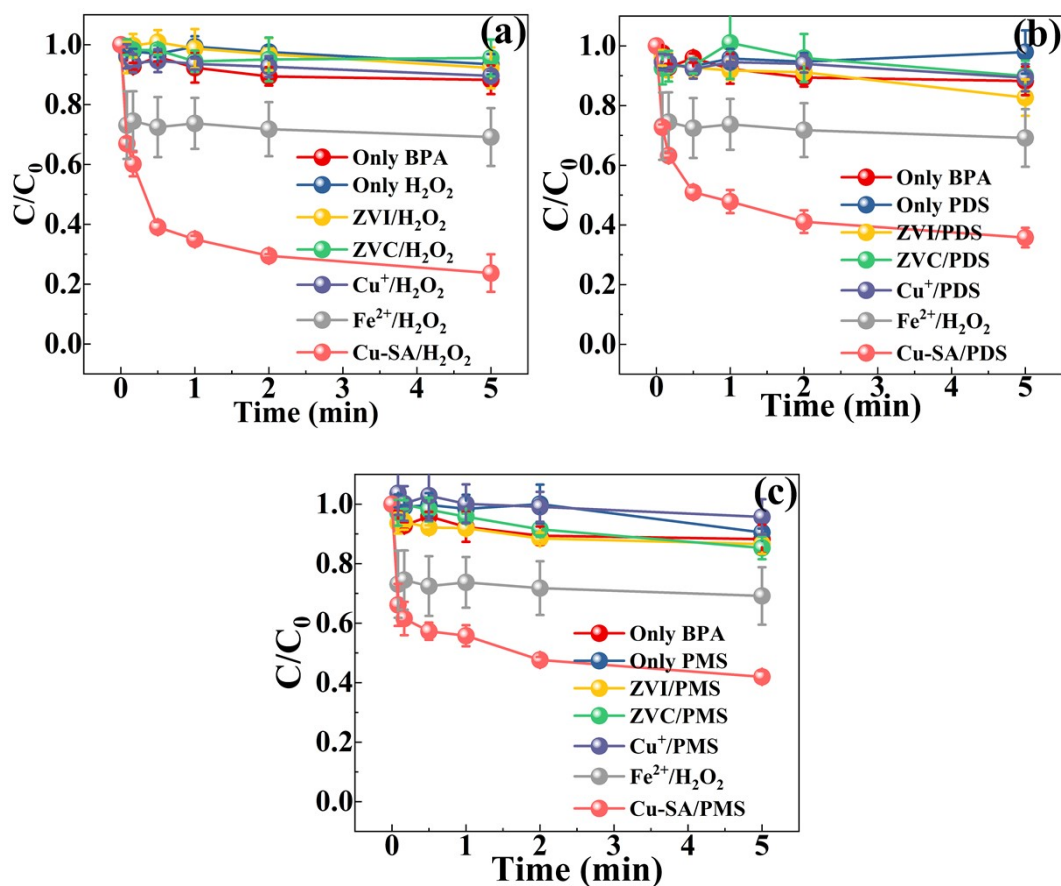 (a)
C/C₀
1.0
0.8
0.6
0.4
0.2
0.0
Only BPA
Only H₂O₂
ZVI/H₂O₂
ZVC/H₂O₂
Cu⁺/H₂O₂
Fe²⁺/H₂O₂
Cu-SA/H₂O₂
0 1 2 3 4 5
Time (min)
(b)
C/C₀
1.0
0.8
0.6
0.4
0.2
0.0
Only BPA
Only PDS
ZVI/PDS
ZVC/PDS
Cu⁺/PDS
Fe²⁺/H₂O₂
Cu-SA/PDS
0 1 2 3 4 5
Time (min)
(c)
C/C₀
1.0
0.8
0.6
0.4
0.2
0.0
Only BPA
Only PMS
ZVI/PMS
ZVC/PMS
Cu⁺/PMS
Fe²⁺/H₂O₂
Cu-SA/PMS
0 1 2 3 4 5
Time (min)